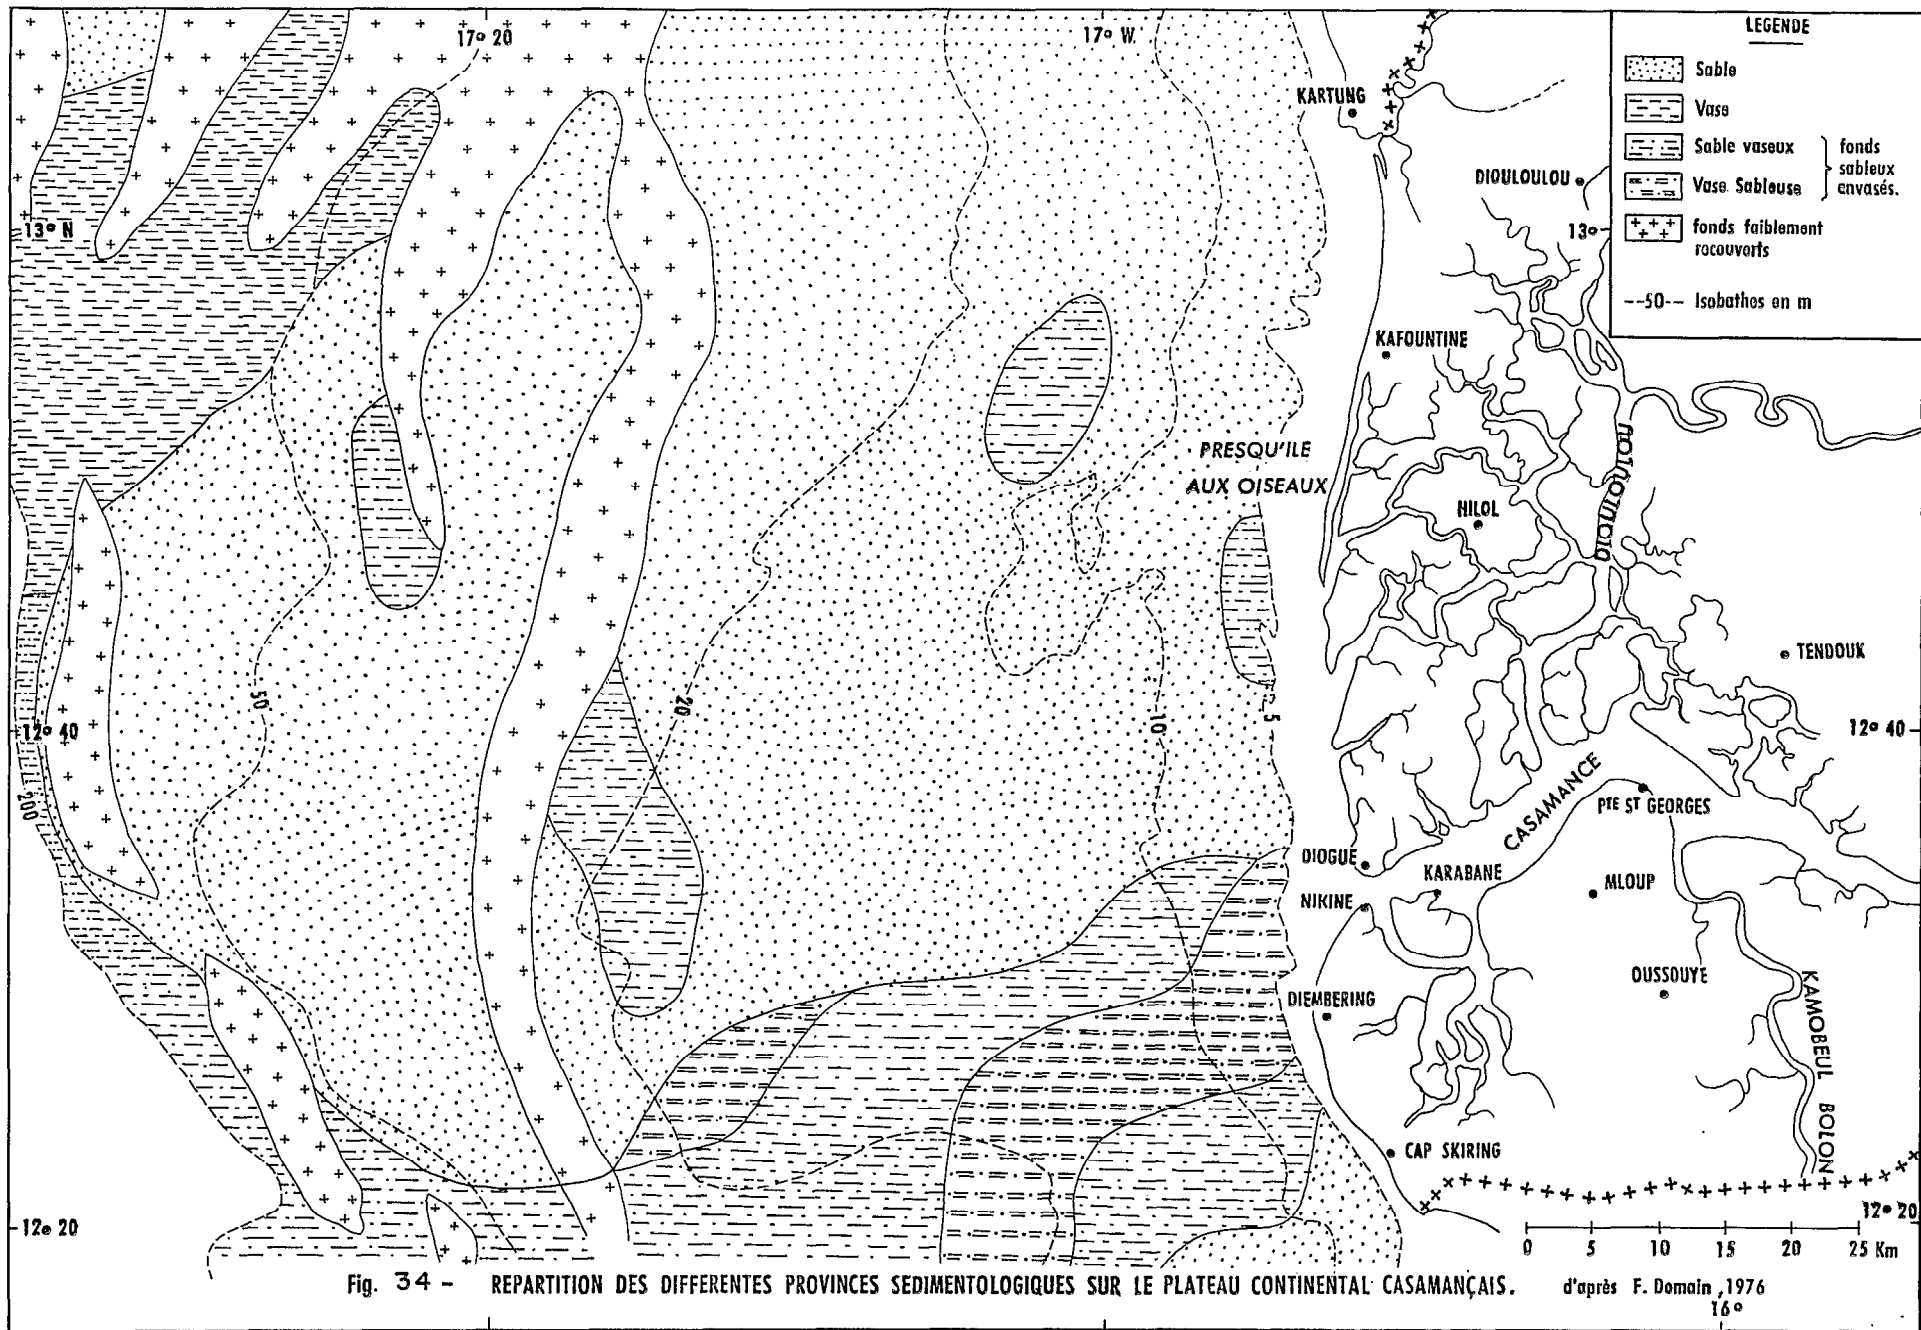 17° 20
17° W.
LEGENDE
Sable
Vase
Sable vaseux
Vase Sableuse
fonds
sableux
envasés.
fonds faiblement
recouverts
--50-- Isobathes en m
KARTUNG
DIOULOULOU
13° N
13°
KAFOUNTINE
PRESQU'ILE
AUX OISEAUX
HILOL
DIOULOULOU
TENDOUK
50
20
10
5
200
12° 40
12° 40
CASAMANCE
PTE ST GEORGES
DIOGUE
KARABANE
MLOUP
NIKINE
OUSSOUYE
DIEMBERING
KAMOBEUL BOLON
CAP SKIRING
12° 20
12° 20
0 5 10 15 20 25 Km
Fig. 34 - REPARTITION DES DIFFERENTES PROVINCES SEDIMENTOLOGIQUES SUR LE PLATEAU CONTINENTAL CASAMANÇAIS. d'après F. Domain, 1976
16°